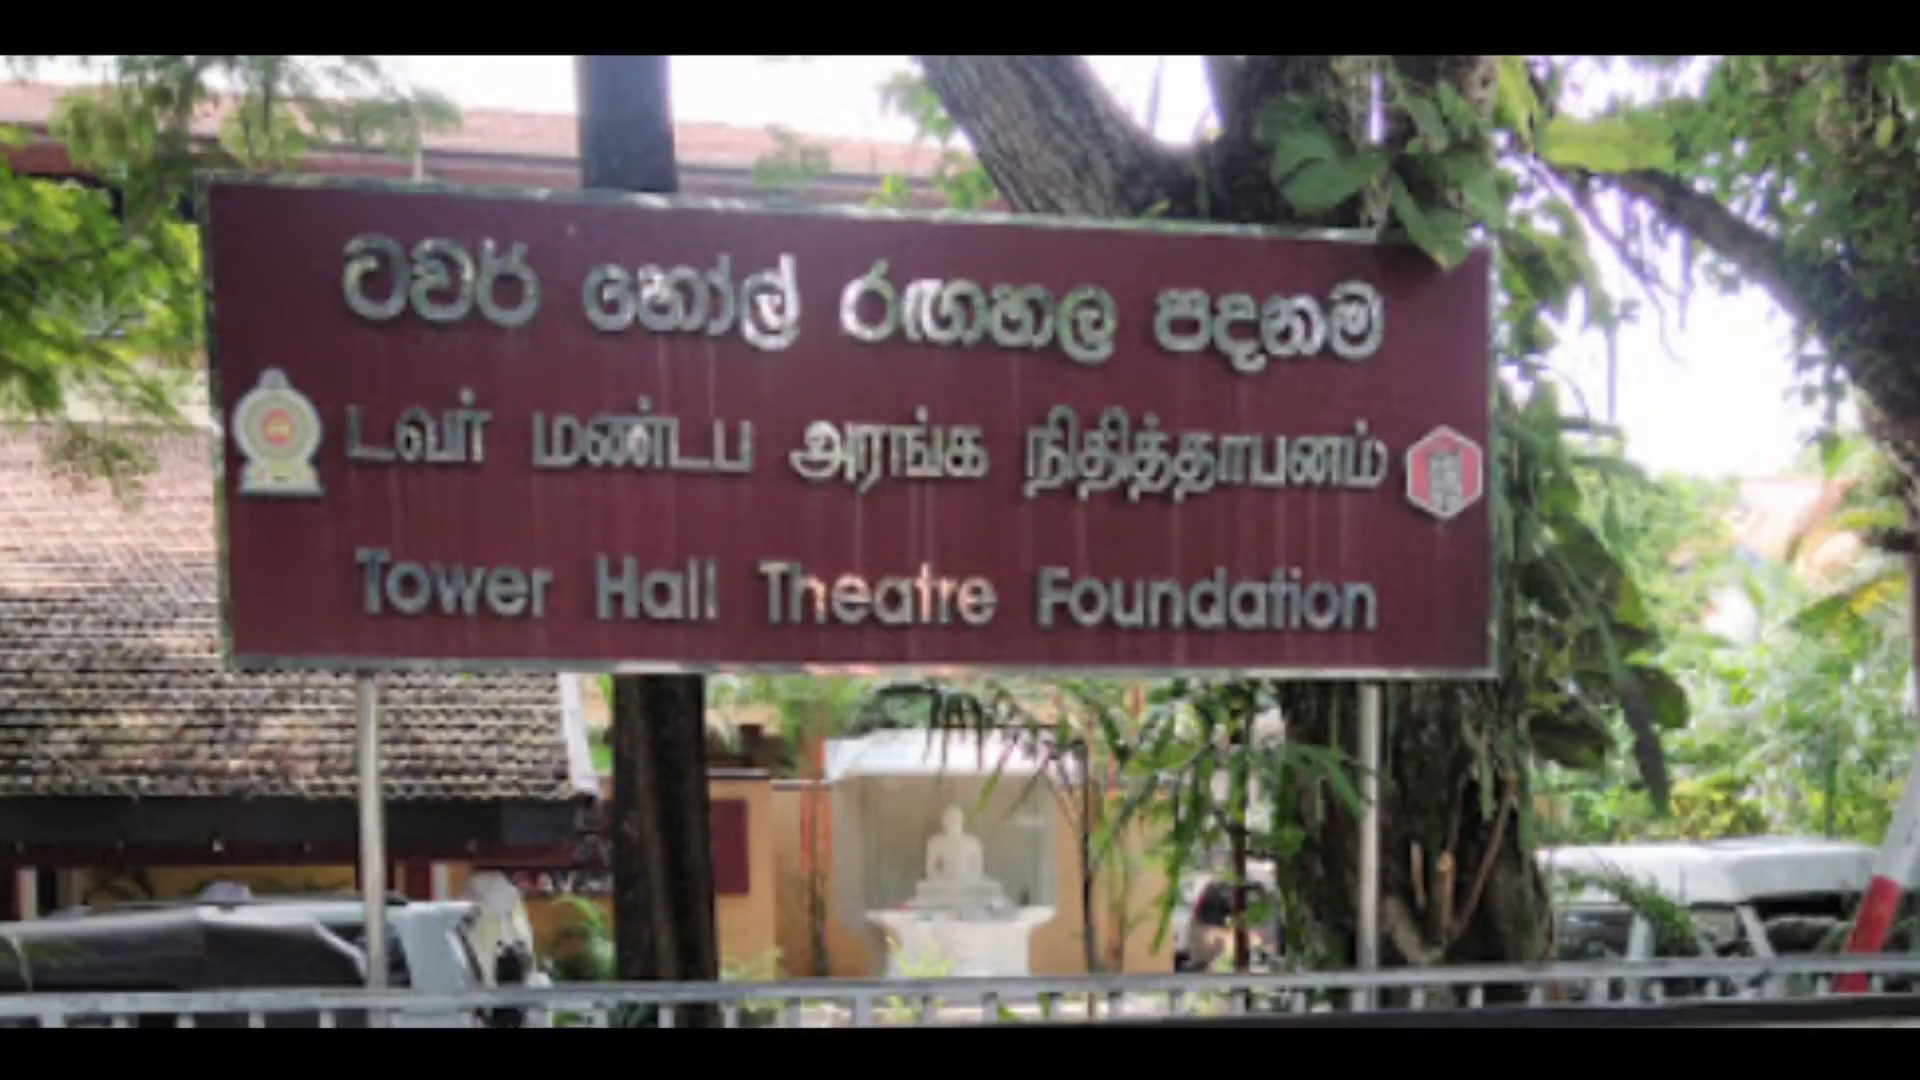 ටවර් හෝල් රඟහල පදනම
டவர் மண்டப அரங்க நிதித்தாபனம்
Tower Hall Theatre Foundation